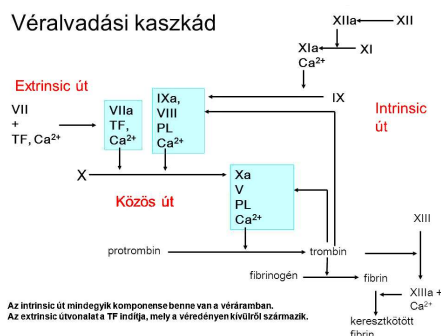 Véralvadási kaszkád
XIIa
XII
XIa
XI
Ca2+
Extrinsic út
IXa,
VIII
PL
Ca2+
IX
Intrinsic
út
VII
+
TF, Ca2+
VIIa
TF,
Ca2+
X
Xa
V
PL
Ca2+
Közös út
XIII
protrombin
trombin
fibrinogén
fibrin
XIIIa +
Ca2+
keresztkötött
fibrin
Az intrinsic út mindegyik komponense benne van a véráramban.
Az extrinsic útvonalat a TF indítja, mely a véredényen kívülről származik.